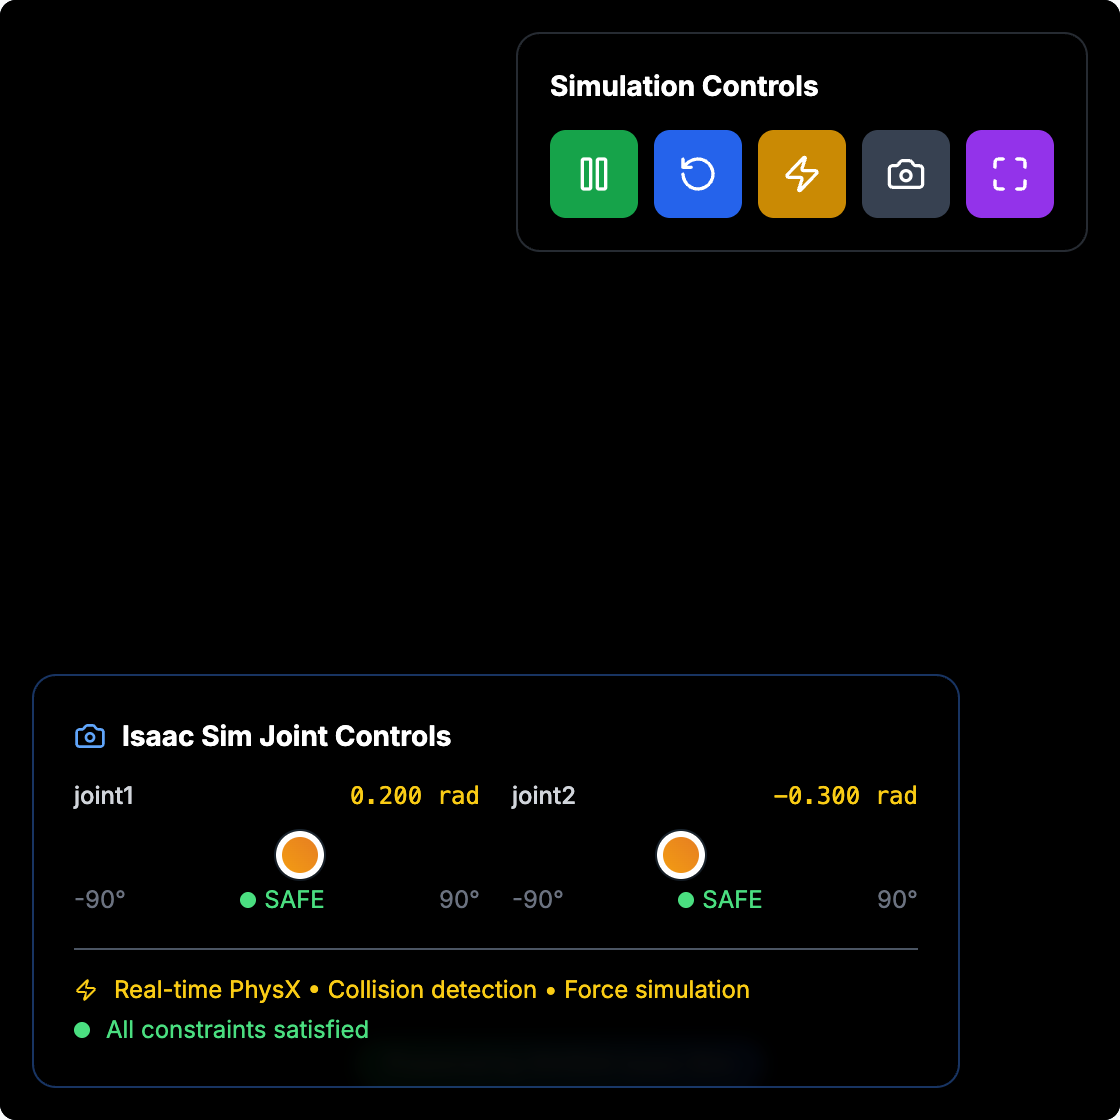 Simulation Controls
Isaac Sim Joint Controls
joint1 0.200 rad joint2 −0.300 rad
-90° SAFE 90° -90° SAFE 90°
Real-time PhysX • Collision detection • Force simulation
All constraints satisfied